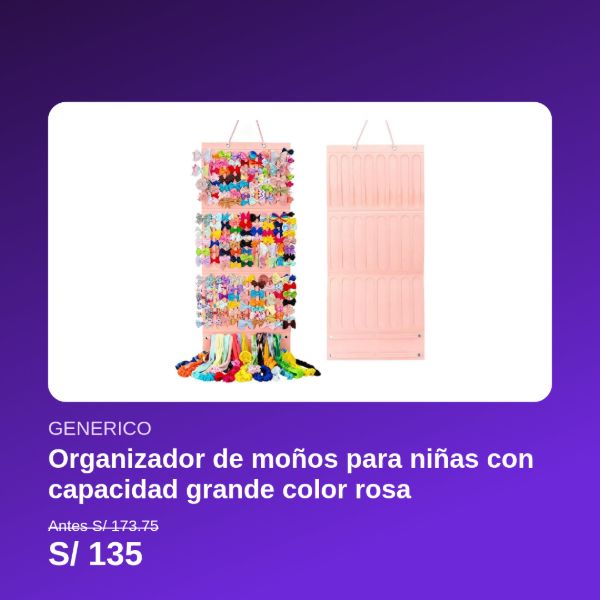 GENERICO
Organizador de moños para niñas con
capacidad grande color rosa
Antes S/ 173.75
S/ 135